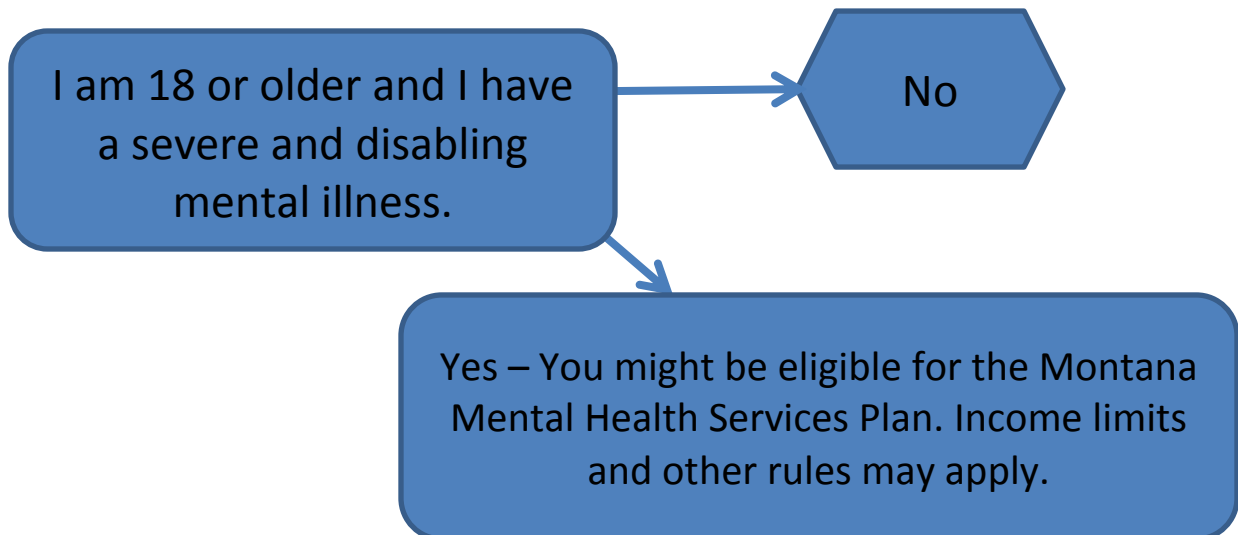 I am 18 or older and I have
a severe and disabling
mental illness.
No
Yes – You might be eligible for the Montana
Mental Health Services Plan. Income limits
and other rules may apply.